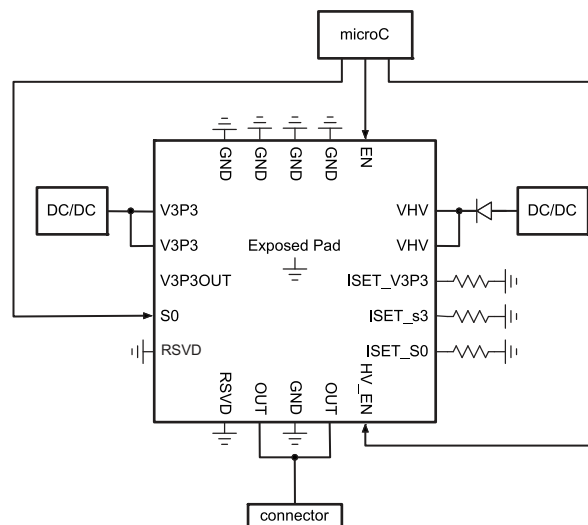 microC
GND
GND
GND
GND
EN
DC/DC
V3P3
VHV
DC/DC
V3P3
Exposed Pad
VHV
V3P3OUT
ISET_V3P3
S0
ISET_s3
RSVD
ISET_S0
RSVD
OUT
GND
OUT
HV_EN
connector